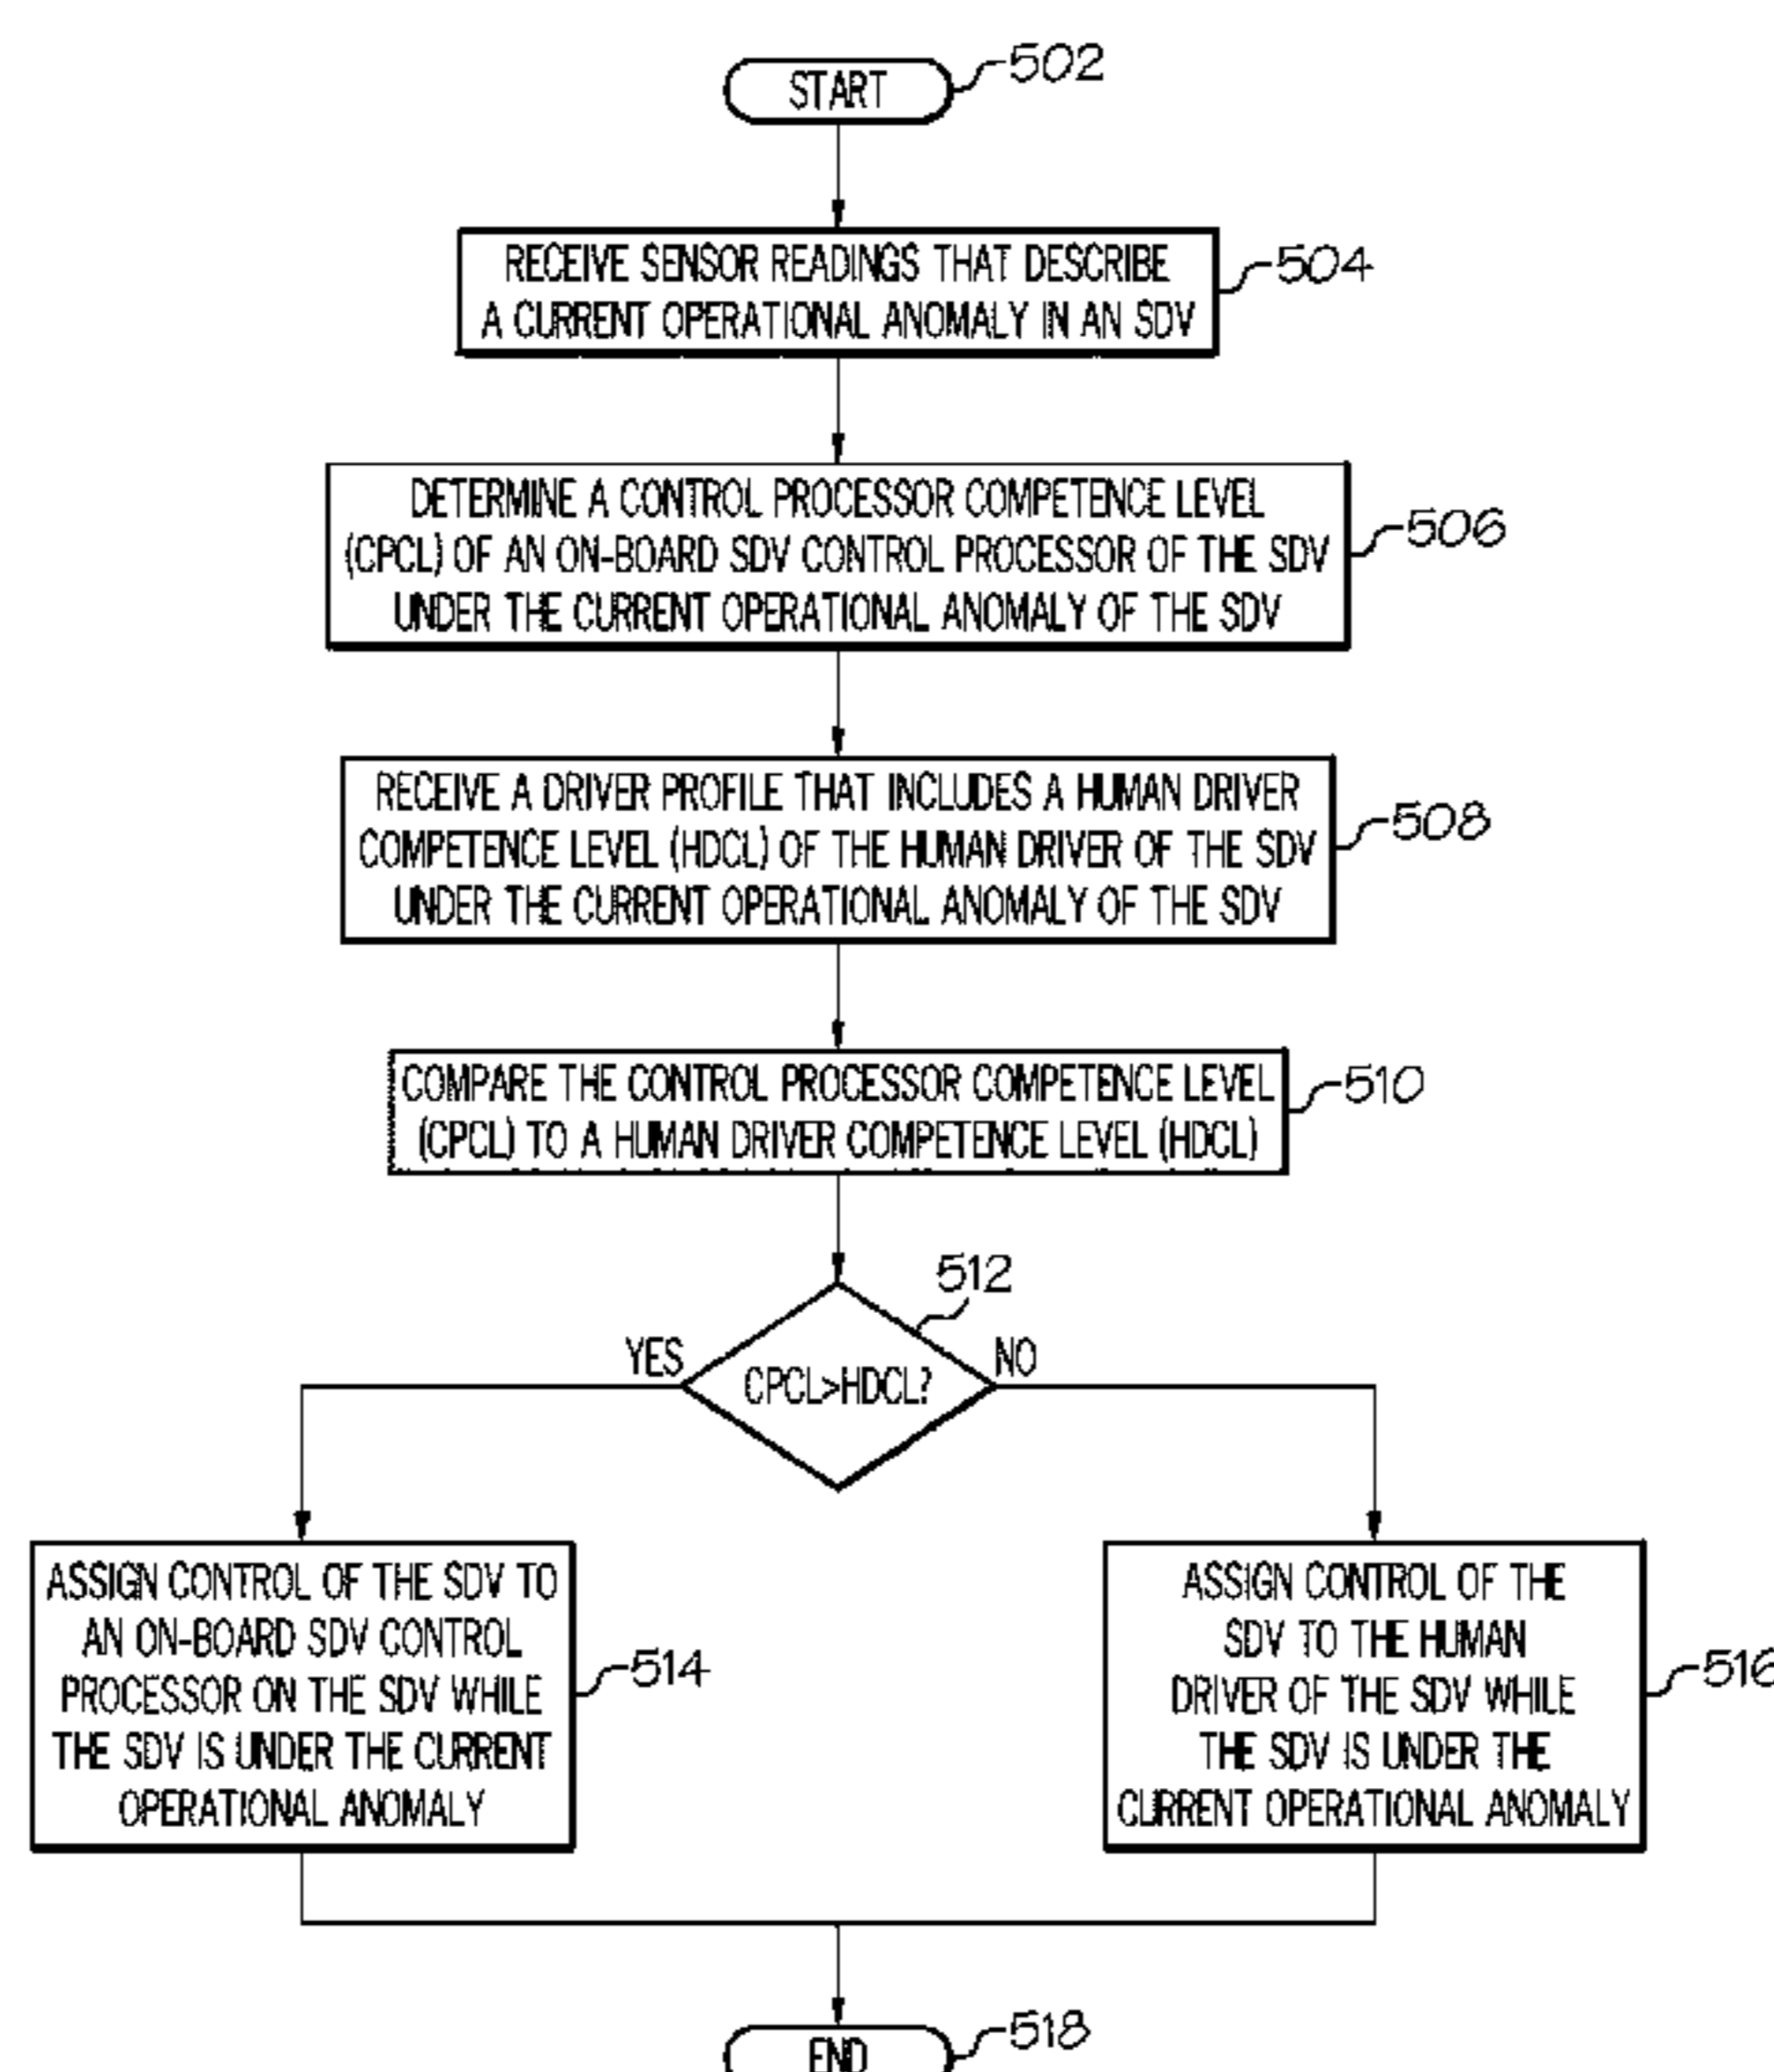 START
502
RECEIVE SENSOR READINGS THAT DESCRIBE
A CURRENT OPERATIONAL ANOMALY IN AN SDV
504
DETERMINE A CONTROL PROCESSOR COMPETENCE LEVEL
(CPCL) OF AN ON-BOARD SDV CONTROL PROCESSOR OF THE SDV
UNDER THE CURRENT OPERATIONAL ANOMALY OF THE SDV
506
RECEIVE A DRIVER PROFILE THAT INCLUDES A HUMAN DRIVER
COMPETENCE LEVEL (HDCL) OF THE HUMAN DRIVER OF THE SDV
UNDER THE CURRENT OPERATIONAL ANOMALY OF THE SDV
508
COMPARE THE CONTROL PROCESSOR COMPETENCE LEVEL
(CPCL) TO A HUMAN DRIVER COMPETENCE LEVEL (HDCL)
510
512
YES
CPCL>HDCL?
NO
ASSIGN CONTROL OF THE SDV TO
AN ON-BOARD SDV CONTROL
PROCESSOR ON THE SDV WHILE
THE SDV IS UNDER THE CURRENT
OPERATIONAL ANOMALY
514
ASSIGN CONTROL OF THE
SDV TO THE HUMAN
DRIVER OF THE SDV WHILE
THE SDV IS UNDER THE
CURRENT OPERATIONAL ANOMALY
516
END
518